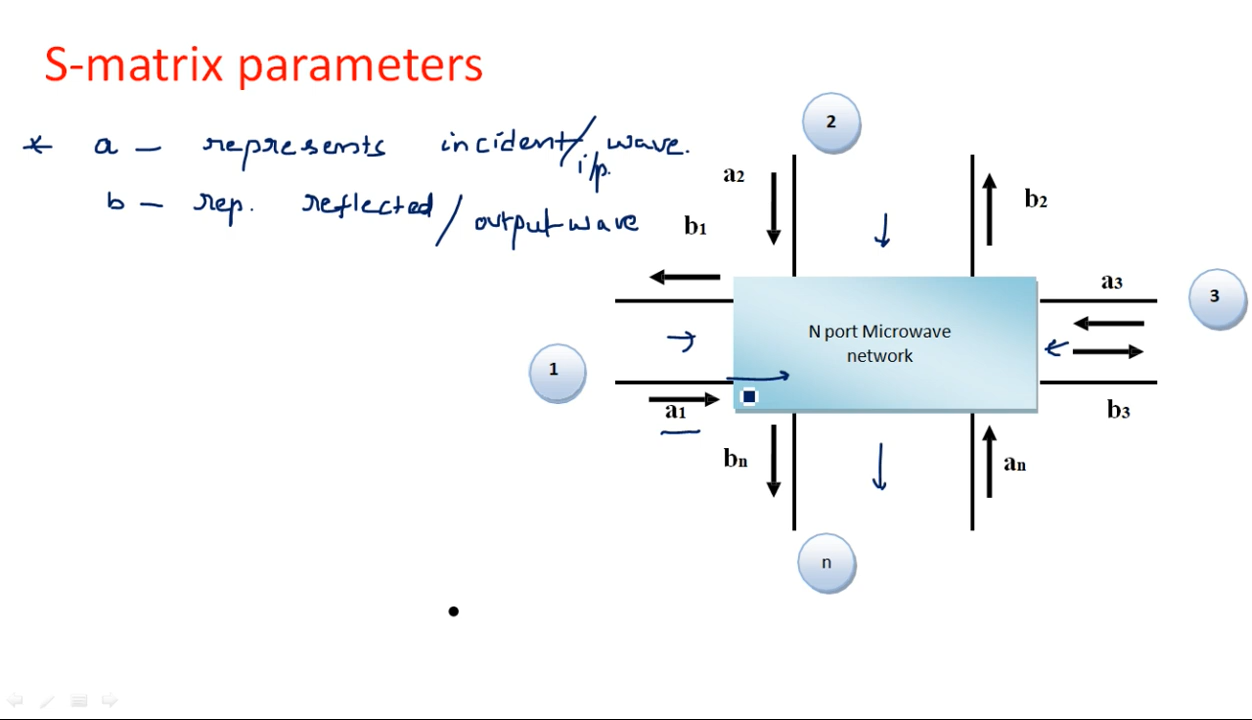 S-matrix parameters
* a – represents incident/i/p. wave.
b – rep. reflected/output wave
2
a2
b2
b1
a3
3
N port Microwave
network
1
a1
b3
bn
an
n